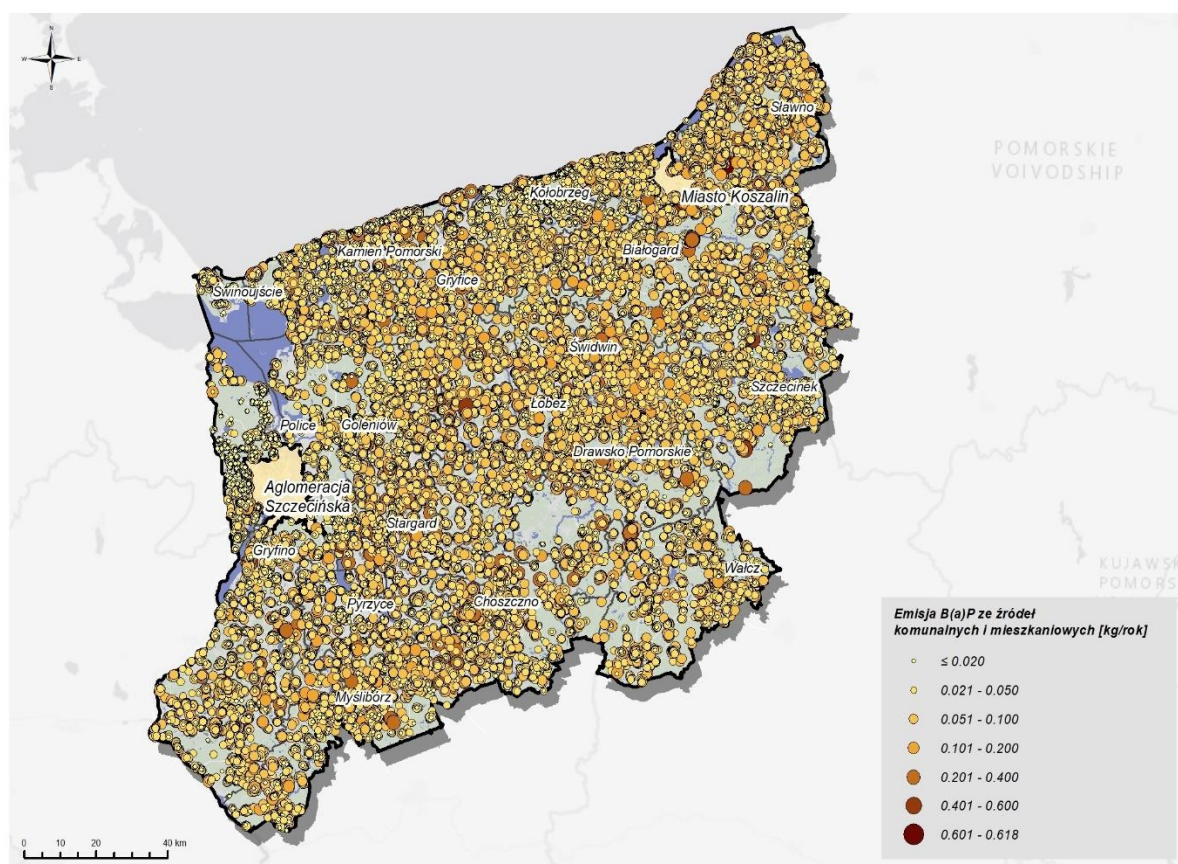 N
W E
S
Sławno
POMORSKIE
VOIVODSHIP
Kołobrzeg
Miasto Koszalin
Kamień Pomorski
Białogard
Gryfice
Świnoujście
Świdwin
Szczecinek
Łobez
Police
Goleniów
Drawsko Pomorskie
Aglomeracja
Szczecińska
Stargard
Gryfino
Wałcz
KUJAWSK
POMORS
Pyrzyce
Choszczno
Myślibórz
Emisja B(a)P ze źródeł
komunalnych i mieszkaniowych [kg/rok]
≤ 0.020
0.021 - 0.050
0.051 - 0.100
0.101 - 0.200
0.201 - 0.400
0.401 - 0.600
0.601 - 0.618
0 10 20 40 km